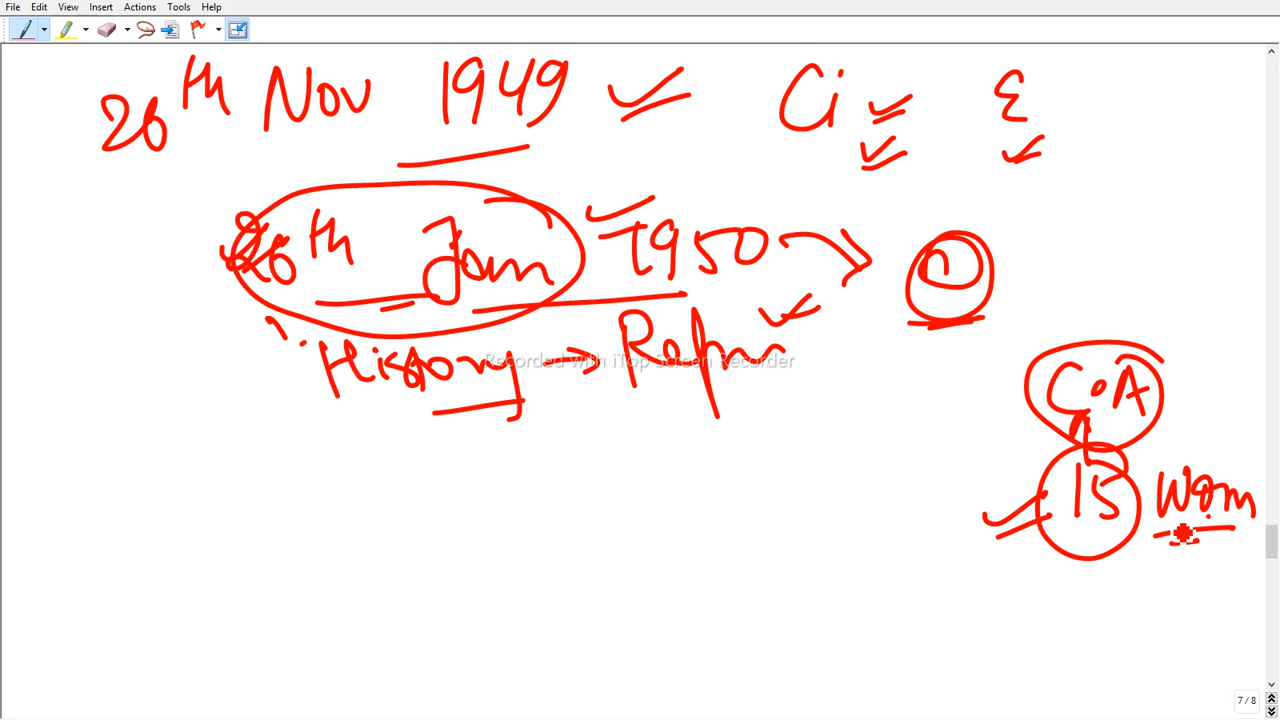 File Edit View Insert Actions Tools Help
26th Nov 1949 Ci ε
26th Jan 1950 n
History → Repu
Recorded with iTop Screen Recorder
C.A
15 Wom
7 / 8